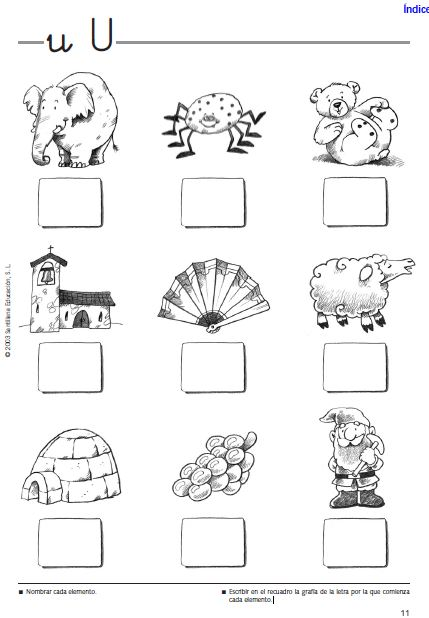 Índice
u U
© 2003 Santillana Educación, S. L.
■ Nombrar cada elemento.
■ Escribir en el recuadro la grafía de la letra por la que comienza
cada elemento.
11